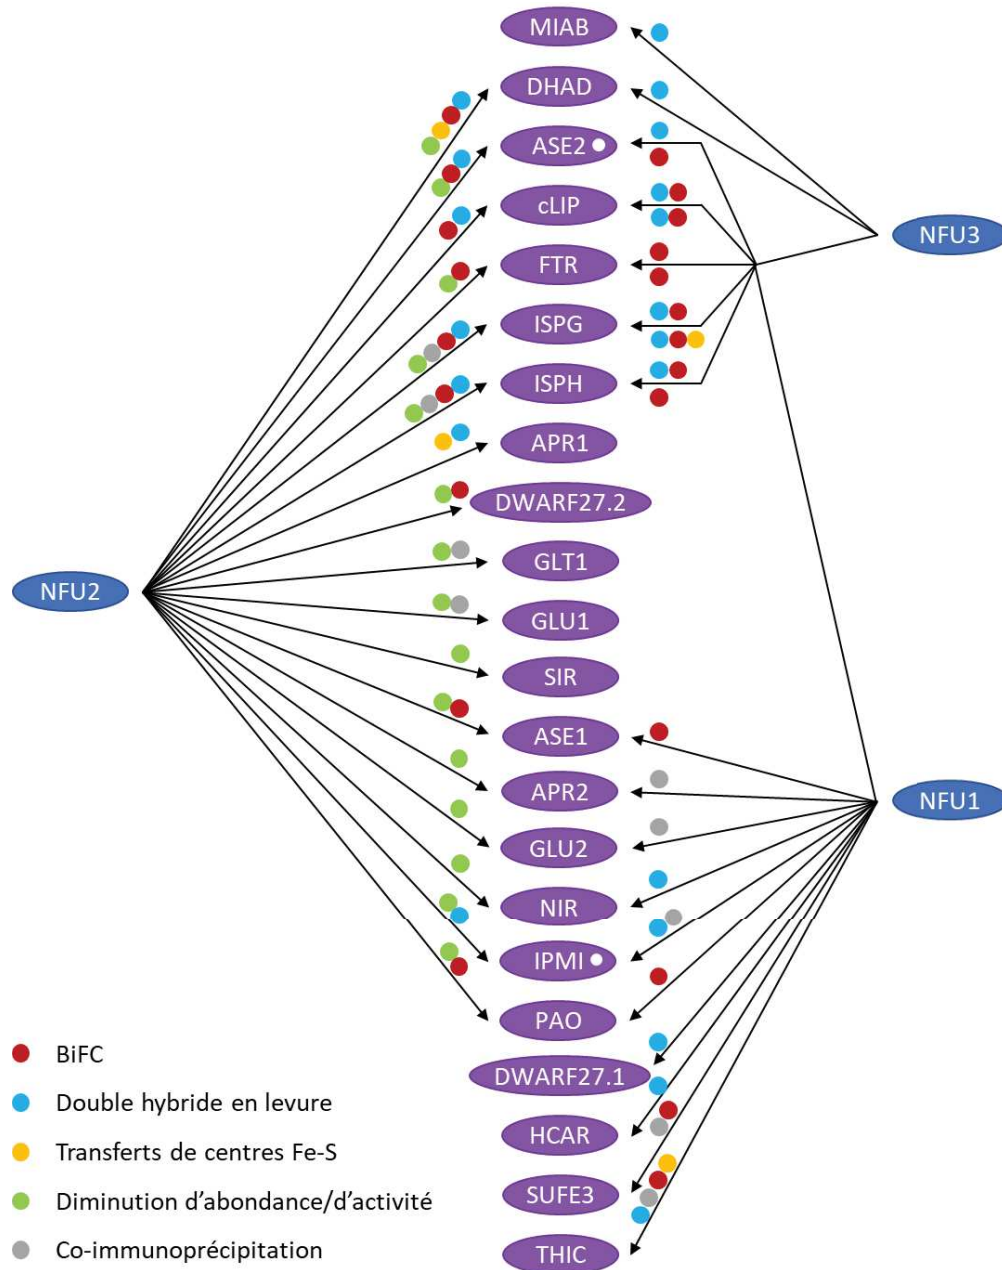 MIAB
DHAD
ASE2
cLIP
FTR
ISPG
ISPH
APR1
DWARF27.2
GLT1
GLU1
SIR
ASE1
APR2
GLU2
NIR
IPMI
PAO
DWARF27.1
HCAR
SUFE3
THIC
NFU3
NFU2
NFU1
BiFC
Double hybride en levure
Transferts de centres Fe-S
Diminution d'abondance/d'activité
Co-immunoprécipitation